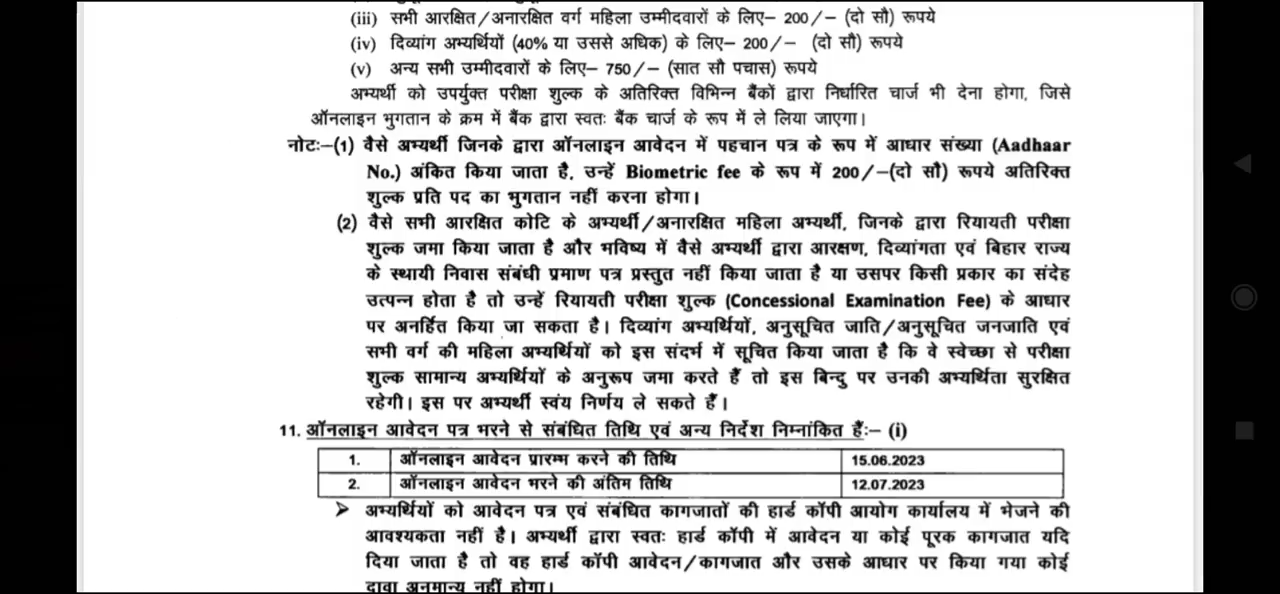 (iii) सभी आरक्षित/अनारक्षित वर्ग महिला उम्मीदवारों के लिए- 200/- (दो सौ) रूपये
(iv) दिव्यांग अभ्यर्थियों (40% या उससे अधिक) के लिए- 200/- (दो सौ) रूपये
(v) अन्य सभी उम्मीदवारों के लिए- 750/- (सात सौ पचास) रूपये
अभ्यर्थी को उपर्युक्त परीक्षा शुल्क के अतिरिक्त विभिन्न बैंकों द्वारा निर्धारित चार्ज भी देना होगा, जिसे
ऑनलाइन भुगतान के क्रम में बैंक द्वारा स्वतः बैंक चार्ज के रूप में ले लिया जाएगा।
नोटः-(1) वैसे अभ्यर्थी जिनके द्वारा ऑनलाइन आवेदन में पहचान पत्र के रूप में आधार संख्या (Aadhaar
No.) अंकित किया जाता है, उन्हें Biometric fee के रूप में 200/-(दो सौ) रूपये अतिरिक्त
शुल्क प्रति पद का भुगतान नहीं करना होगा।
(2) वैसे सभी आरक्षित कोटि के अभ्यर्थी/अनारक्षित महिला अभ्यर्थी, जिनके द्वारा रियायती परीक्षा
शुल्क जमा किया जाता है और भविष्य में वैसे अभ्यर्थी द्वारा आरक्षण, दिव्यांगता एवं बिहार राज्य
के स्थायी निवास संबंधी प्रमाण पत्र प्रस्तुत नहीं किया जाता है या उसपर किसी प्रकार का संदेह
उत्पन्न होता है तो उन्हें रियायती परीक्षा शुल्क (Concessional Examination Fee) के आधार
पर अनर्हित किया जा सकता है। दिव्यांग अभ्यर्थियों, अनुसूचित जाति/अनुसूचित जनजाति एवं
सभी वर्ग की महिला अभ्यर्थियों को इस संदर्भ में सूचित किया जाता है कि वे स्वेच्छा से परीक्षा
शुल्क सामान्य अभ्यर्थियों के अनुरूप जमा करते हैं तो इस बिन्दु पर उनकी अभ्यर्थिता सुरक्षित
रहेगी। इस पर अभ्यर्थी स्वंय निर्णय ले सकते हैं।
11. ऑनलाइन आवेदन पत्र भरने से संबंधित तिथि एवं अन्य निर्देश निम्नांकित हैः- (i)
1. ऑनलाइन आवेदन प्रारम्भ करने की तिथि 15.06.2023
2. ऑनलाइन आवेदन भरने की अंतिम तिथि 12.07.2023
➢ अभ्यर्थियों को आवेदन पत्र एवं संबंधित कागजातों की हार्ड कॉपी आयोग कार्यालय में भेजने की
आवश्यकता नहीं है। अभ्यर्थी द्वारा स्वतः हार्ड कॉपी में आवेदन या कोई पूरक कागजात यदि
दिया जाता है तो वह हार्ड कॉपी आवेदन/कागजात और उसके आधार पर किया गया कोई
दावा अनुमान्य नहीं होगा।